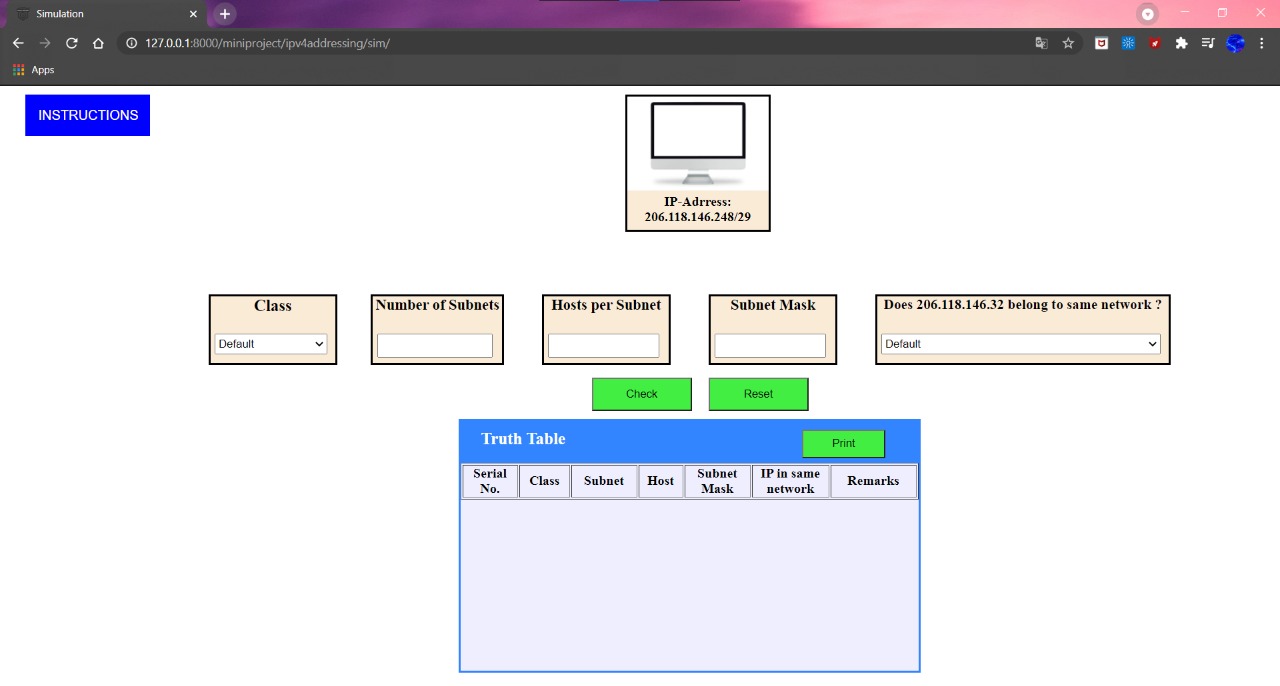 Simulation
127.0.0.1:8000/miniproject/ipv4addressing/sim/
Apps
INSTRUCTIONS
IP-Adrress:
206.118.146.248/29
Class
Number of Subnets
Hosts per Subnet
Subnet Mask
Does 206.118.146.32 belong to same network ?
Default
Default
Check
Reset
Truth Table
Print
Serial No.
Class
Subnet
Host
Subnet Mask
IP in same network
Remarks